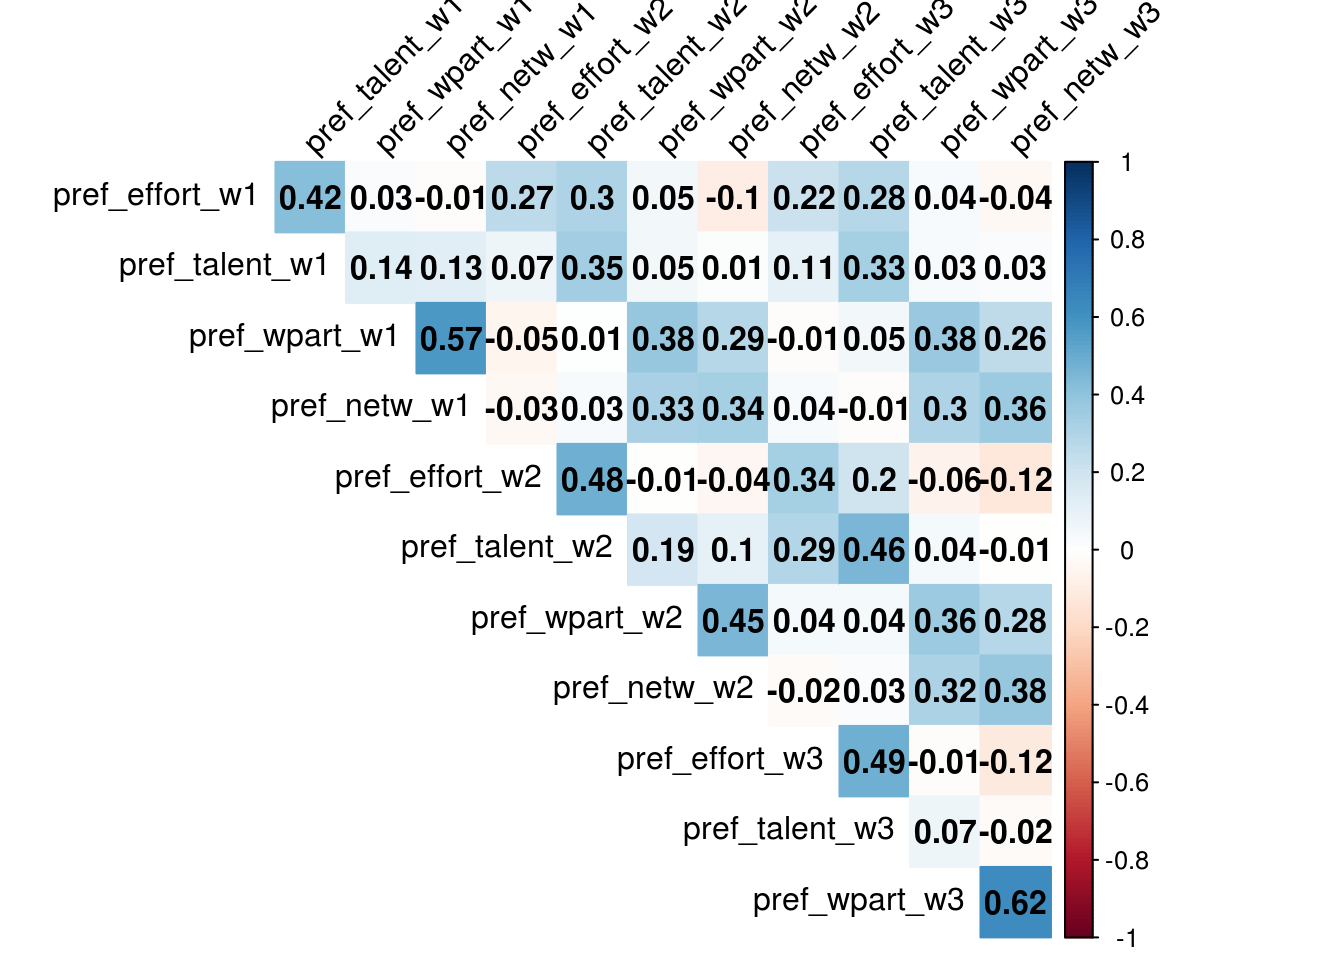 pref_talent_w1 pref_wpart_w1 pref_netw_w1 pref_effort_w2 pref_talent_w2 pref_wpart_w2 pref_netw_w2 pref_effort_w3 pref_talent_w3 pref_wpart_w3 pref_netw_w3
pref_effort_w1 0.42 0.03 -0.01 0.27 0.3 0.05 -0.1 0.22 0.28 0.04 -0.04
pref_talent_w1 0.14 0.13 0.07 0.35 0.05 0.01 0.11 0.33 0.03 0.03
pref_wpart_w1 0.57 -0.05 0.01 0.38 0.29 -0.01 0.05 0.38 0.26
pref_netw_w1 -0.03 0.03 0.33 0.34 0.04 -0.01 0.3 0.36
pref_effort_w2 0.48 -0.01 -0.04 0.34 0.2 -0.06 -0.12
pref_talent_w2 0.19 0.1 0.29 0.46 0.04 -0.01
pref_wpart_w2 0.45 0.04 0.04 0.36 0.28
pref_netw_w2 -0.02 0.03 0.32 0.38
pref_effort_w3 0.49 -0.01 -0.12
pref_talent_w3 0.07 -0.02
pref_wpart_w3 0.62
1
0.8
0.6
0.4
0.2
0
-0.2
-0.4
-0.6
-0.8
-1